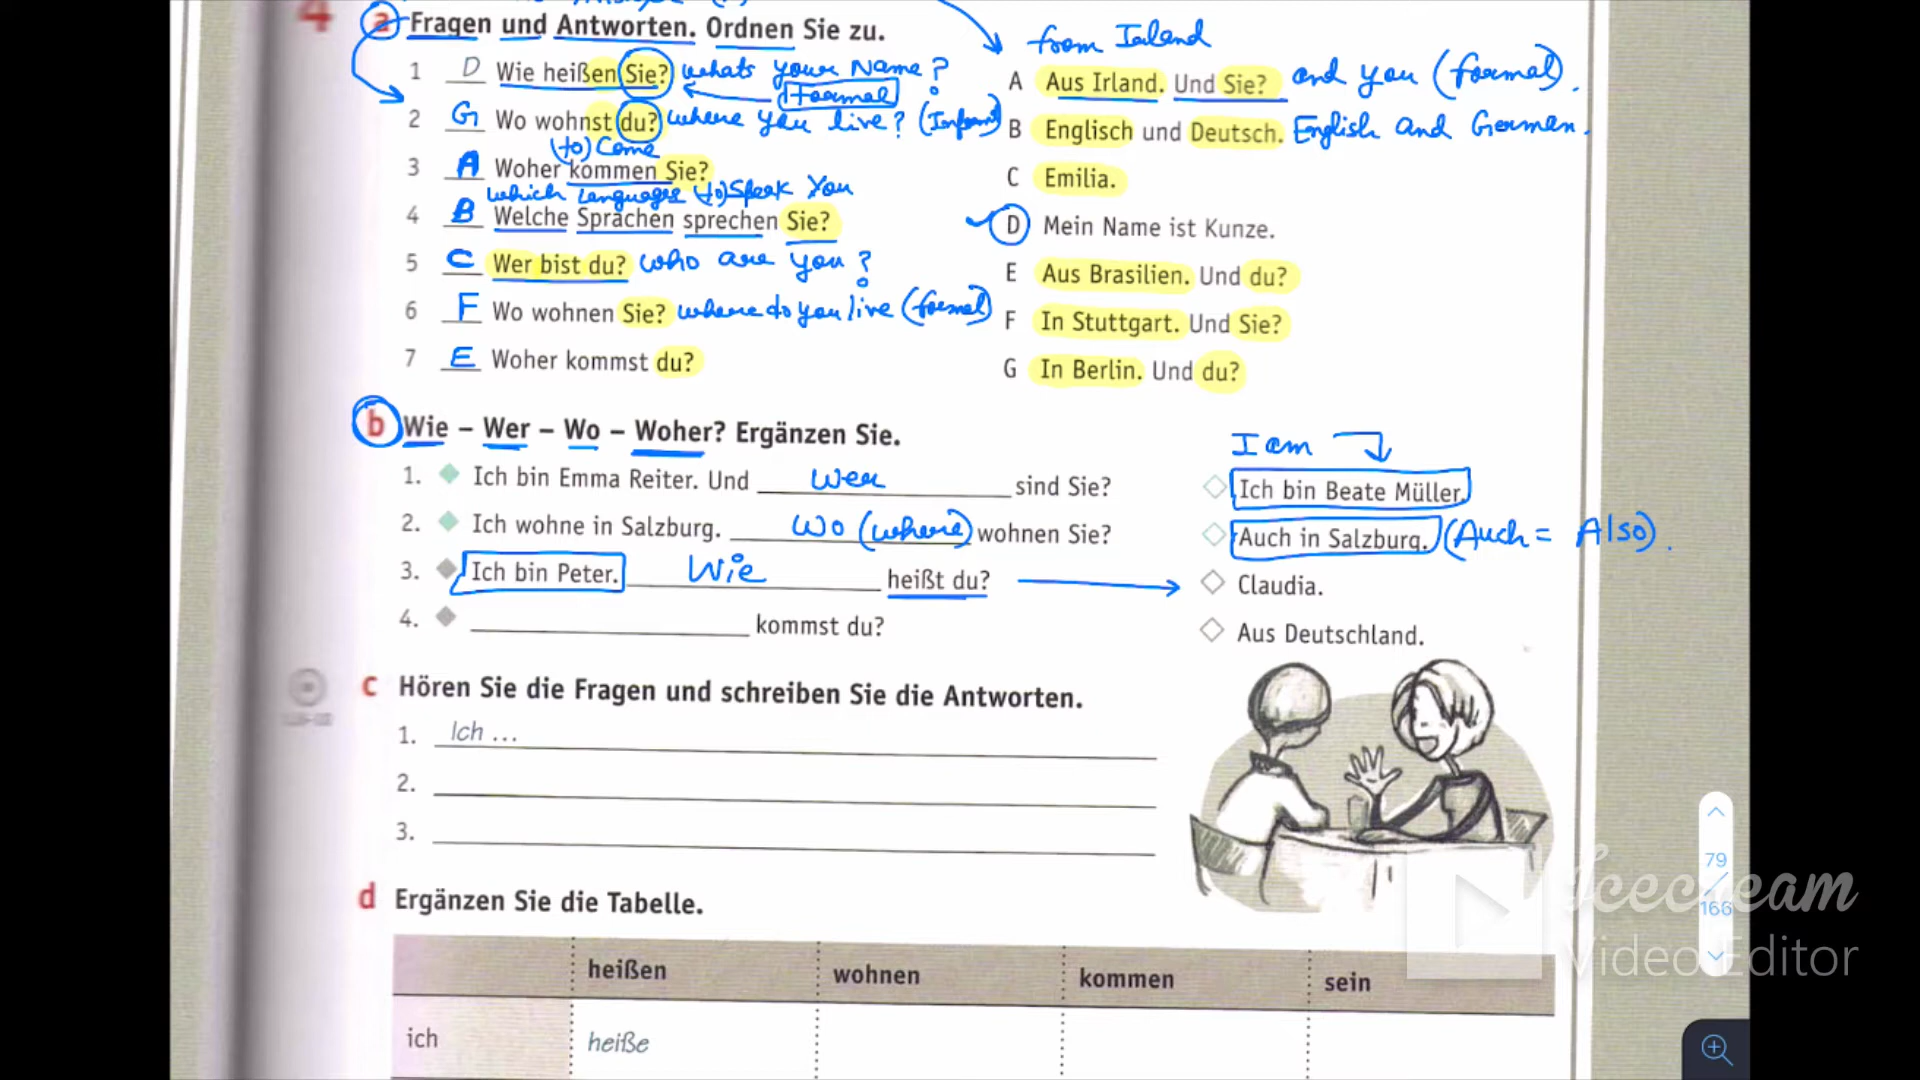 4 a Fragen und Antworten. Ordnen Sie zu.
from Ireland
1 D Wie heißen Sie? whats your Name?
Formal
A Aus Irland. Und Sie? and you (formal).
2 G Wo wohnst du? where you live?
B Englisch und Deutsch. English and German.
(to) Come
3 A Woher kommen Sie?
C Emilia.
which languages (to) Speak You
4 B Welche Sprachen sprechen Sie?
D Mein Name ist Kunze.
5 C Wer bist du? who are you?
E Aus Brasilien. Und du?
6 F Wo wohnen Sie? where do you live (formal)
F In Stuttgart. Und Sie?
7 E Woher kommst du?
G In Berlin. Und du?
b Wie – Wer – Wo – Woher? Ergänzen Sie.
I am
1. Ich bin Emma Reiter. Und wer sind Sie? Ich bin Beate Müller.
2. Ich wohne in Salzburg. Wo (where) wohnen Sie? Auch in Salzburg. (Auch = Also).
3. Ich bin Peter. Wie heißt du? Claudia.
4. kommst du? Aus Deutschland.
c Hören Sie die Fragen und schreiben Sie die Antworten.
1. Ich ...
2.
3.
d Ergänzen Sie die Tabelle.
heißen wohnen kommen sein
ich heiße
79
166
Icecream
Video Editor